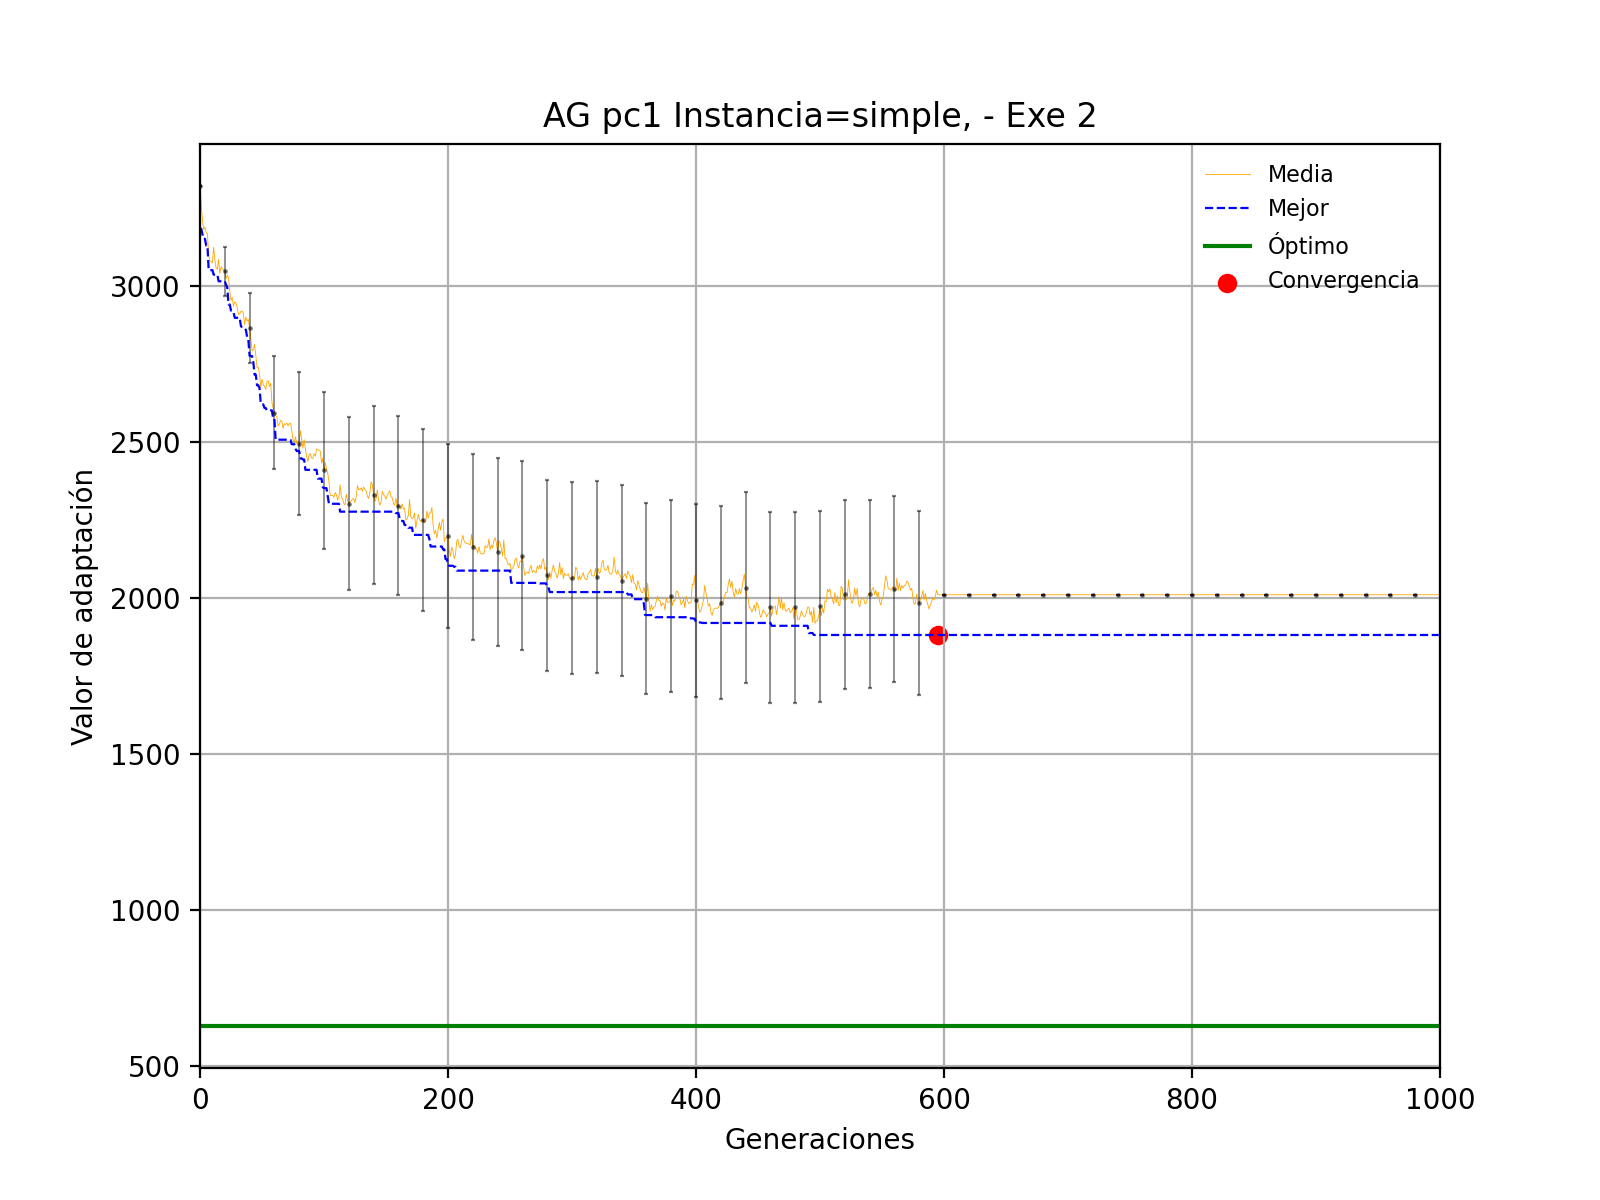 AG pc1 Instancia=simple, - Exe 2
Media
Mejor
Óptimo
Convergencia
3000
2500
2000
1500
1000
500
Valor de adaptación
0 200 400 600 800 1000
Generaciones